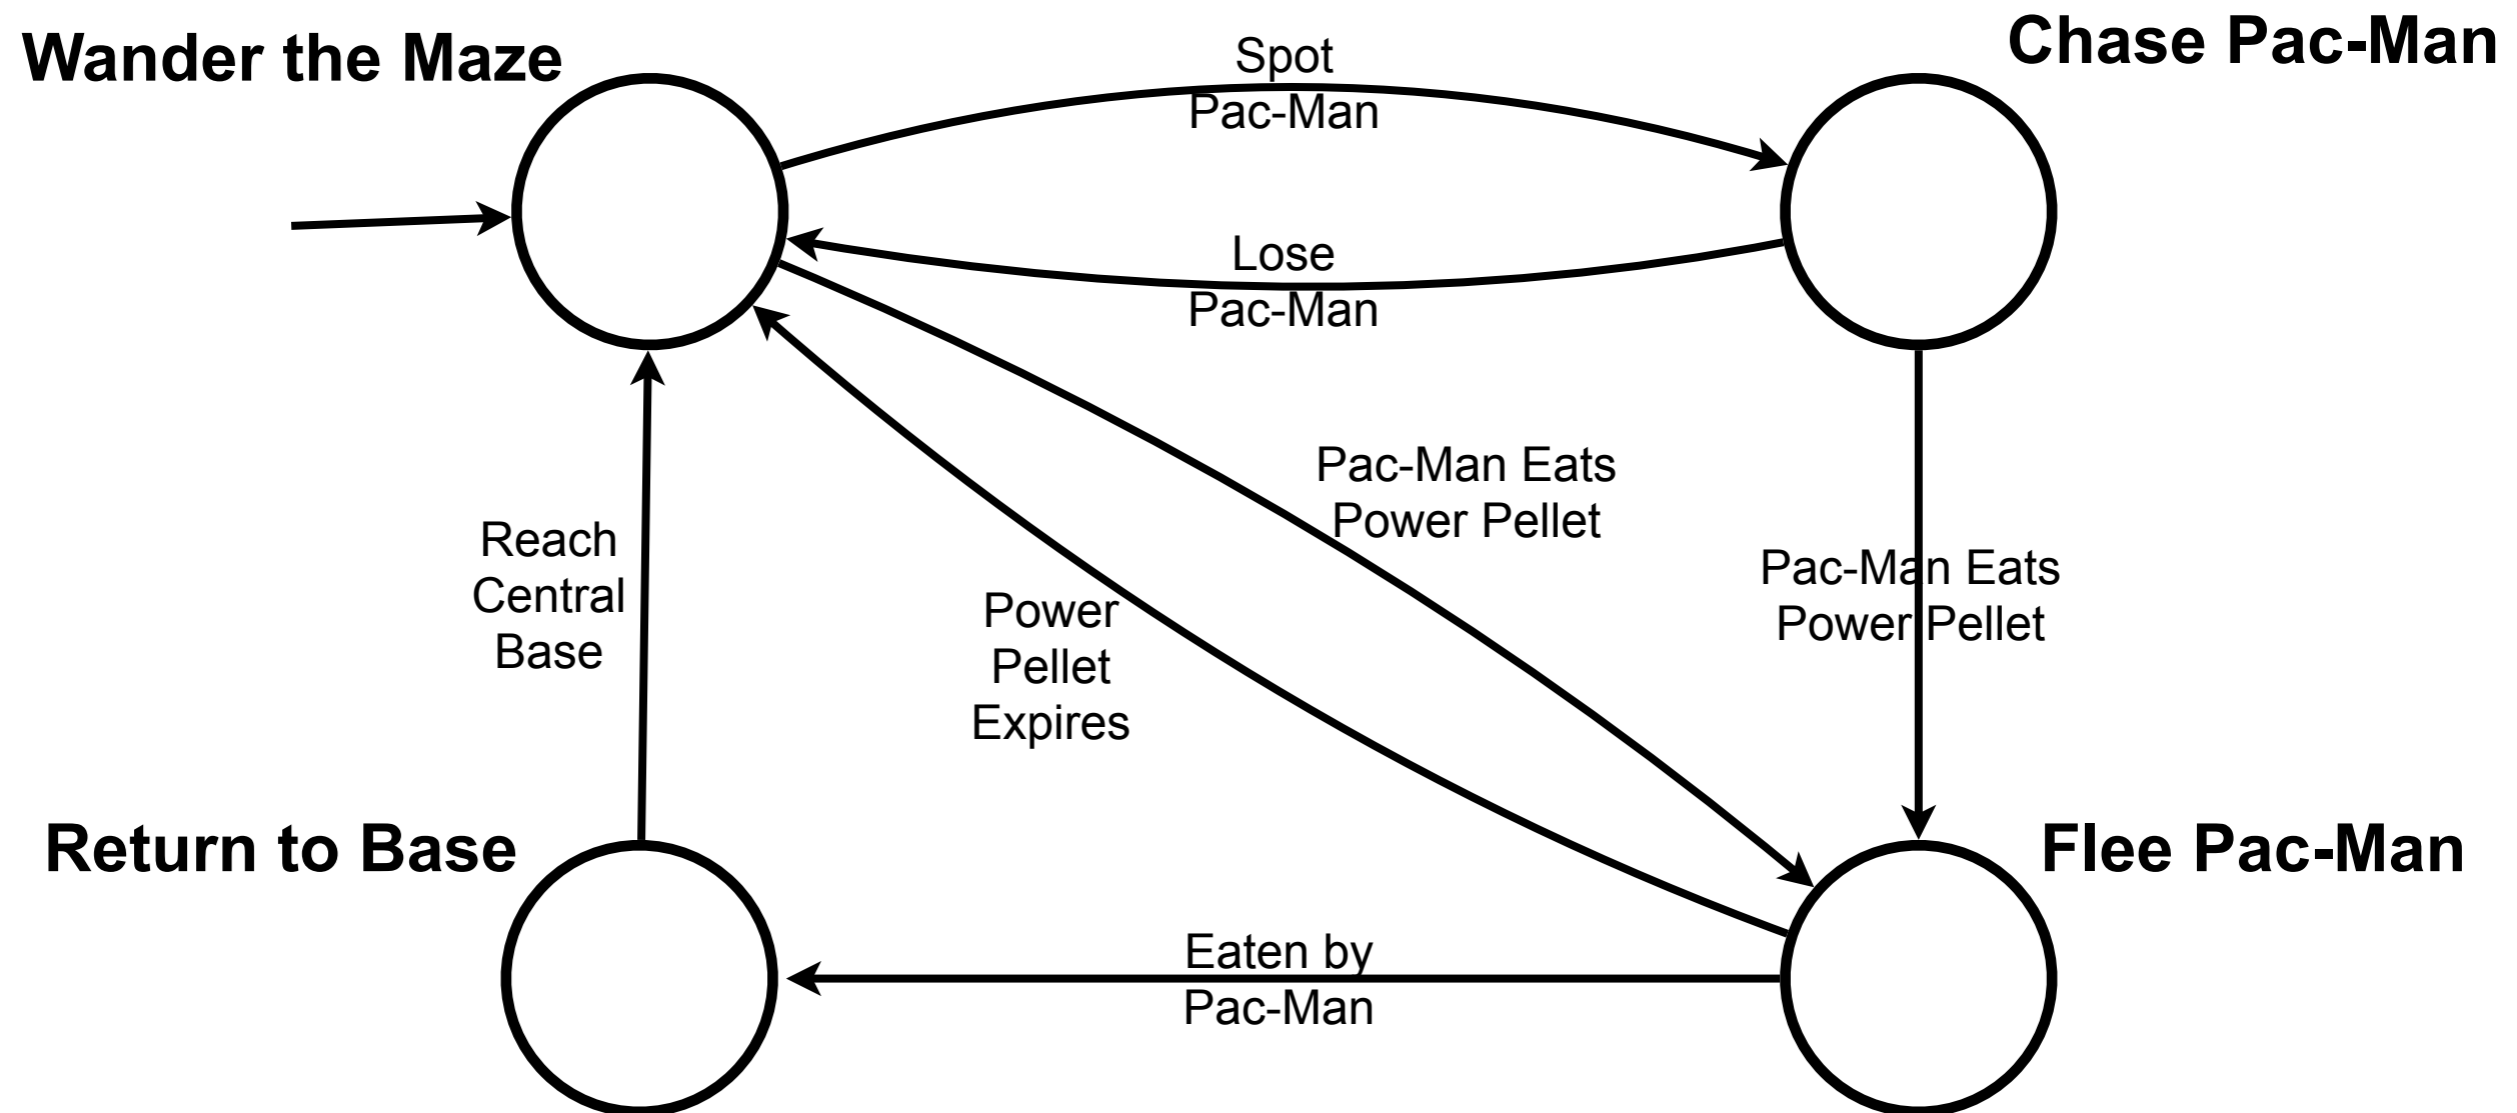 Wander the Maze
Spot
Pac-Man
Chase Pac-Man
Lose
Pac-Man
Pac-Man Eats
Power Pellet
Pac-Man Eats
Power Pellet
Reach
Central
Base
Power
Pellet
Expires
Return to Base
Flee Pac-Man
Eaten by
Pac-Man